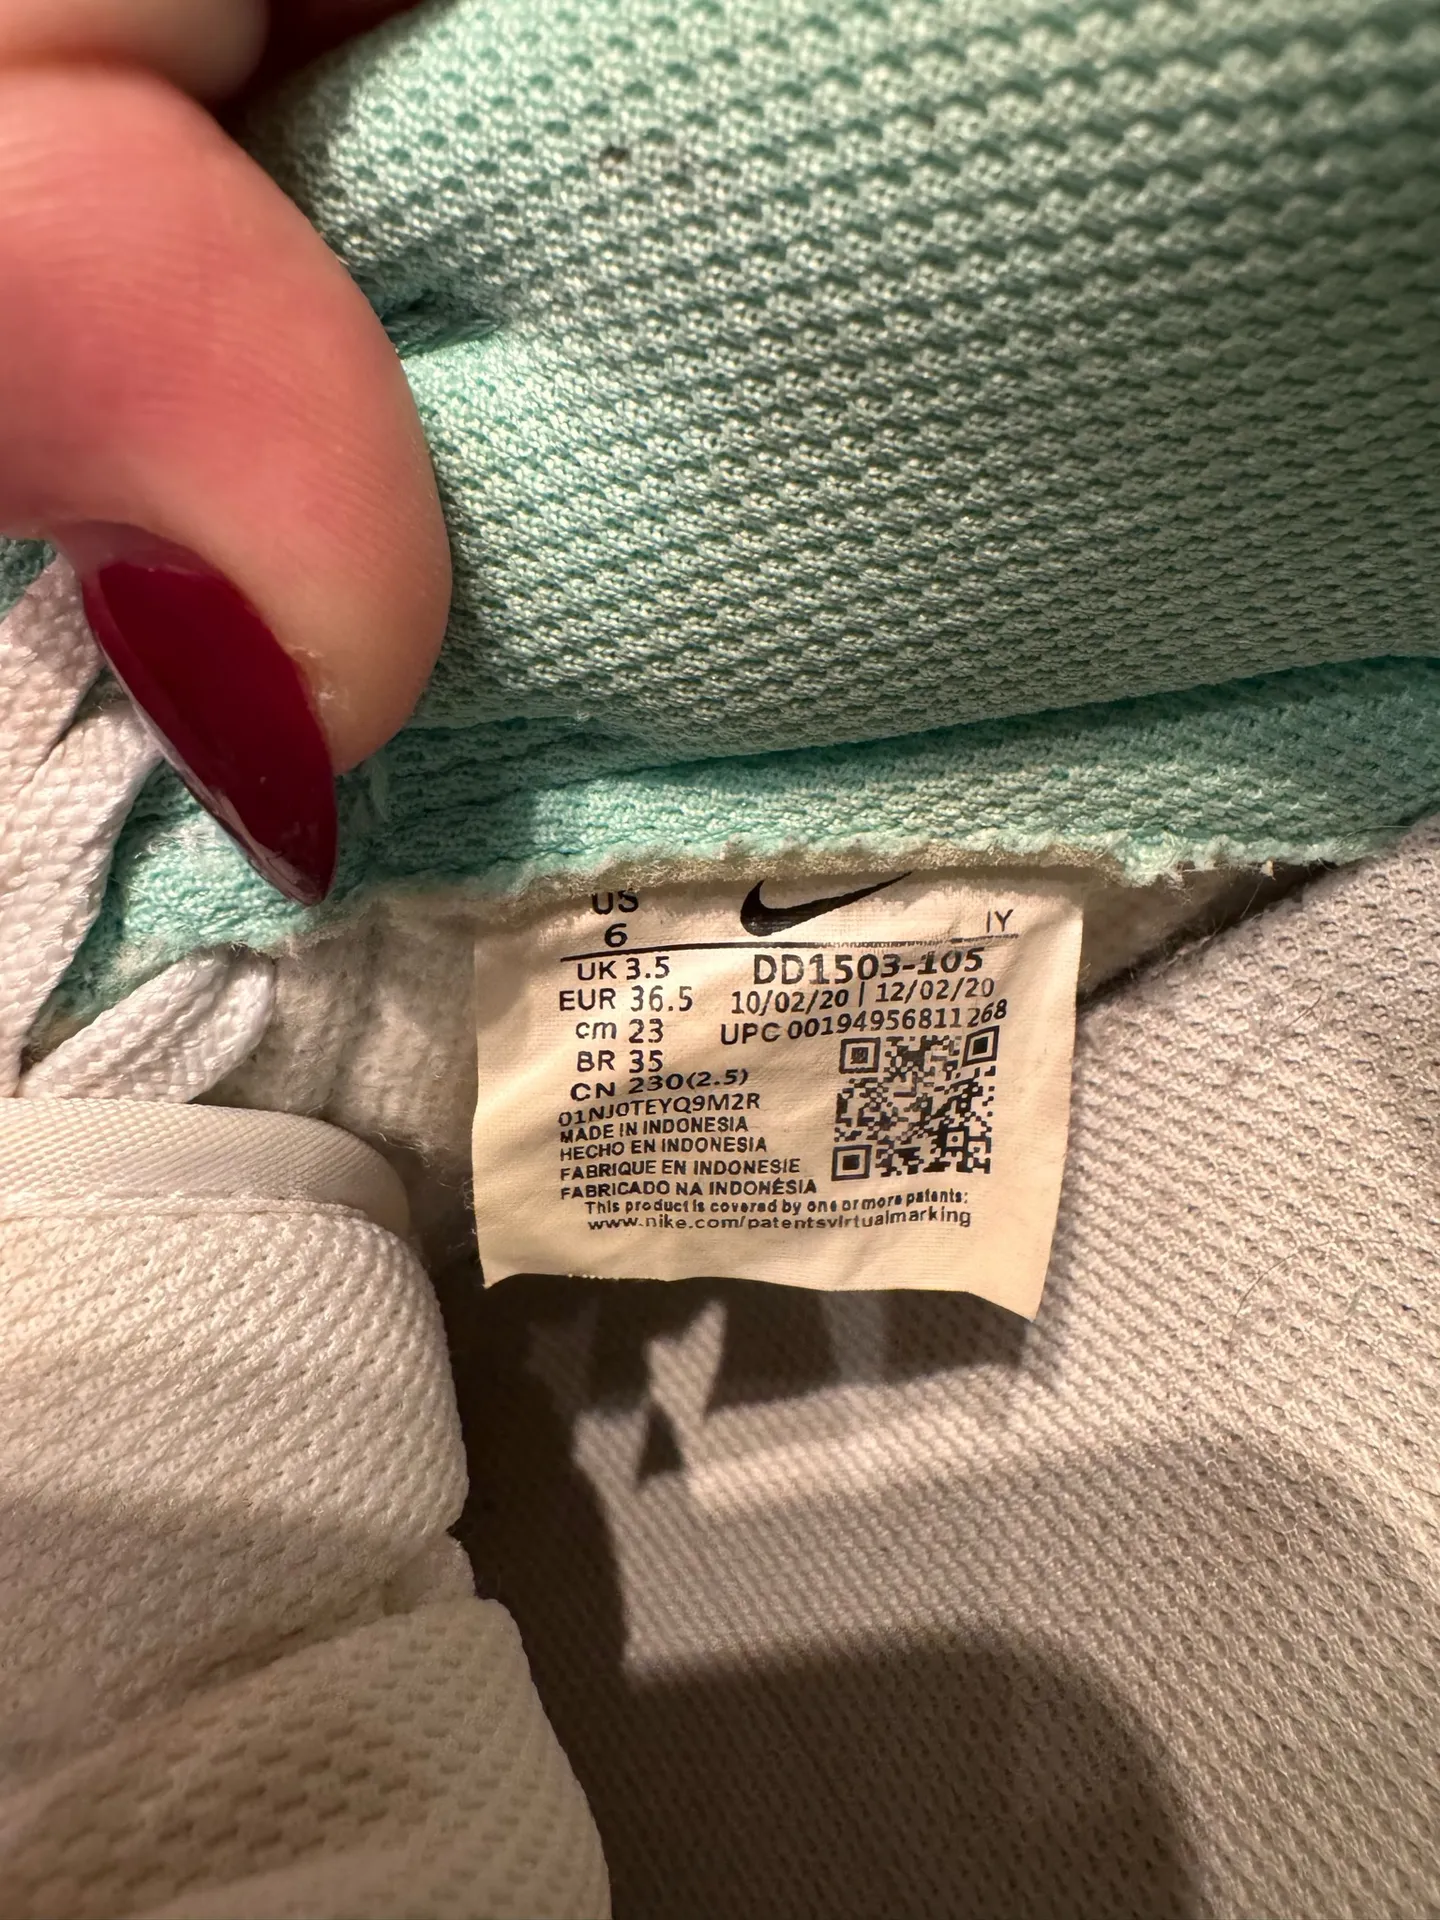 US
6
IY
UK 3.5
DD1503-105
EUR 36.5
10/02/20 | 12/02/20
cm 23
UPC 00194956811268
BR 35
CN 230(2.5)
01NJ0TEYQ9M2R
MADE IN INDONESIA
HECHO EN INDONESIA
FABRIQUE EN INDONESIE
FABRICADO NA INDONÉSIA
This product is covered by one or more patents:
www.nike.com/patentsvirtualmarking